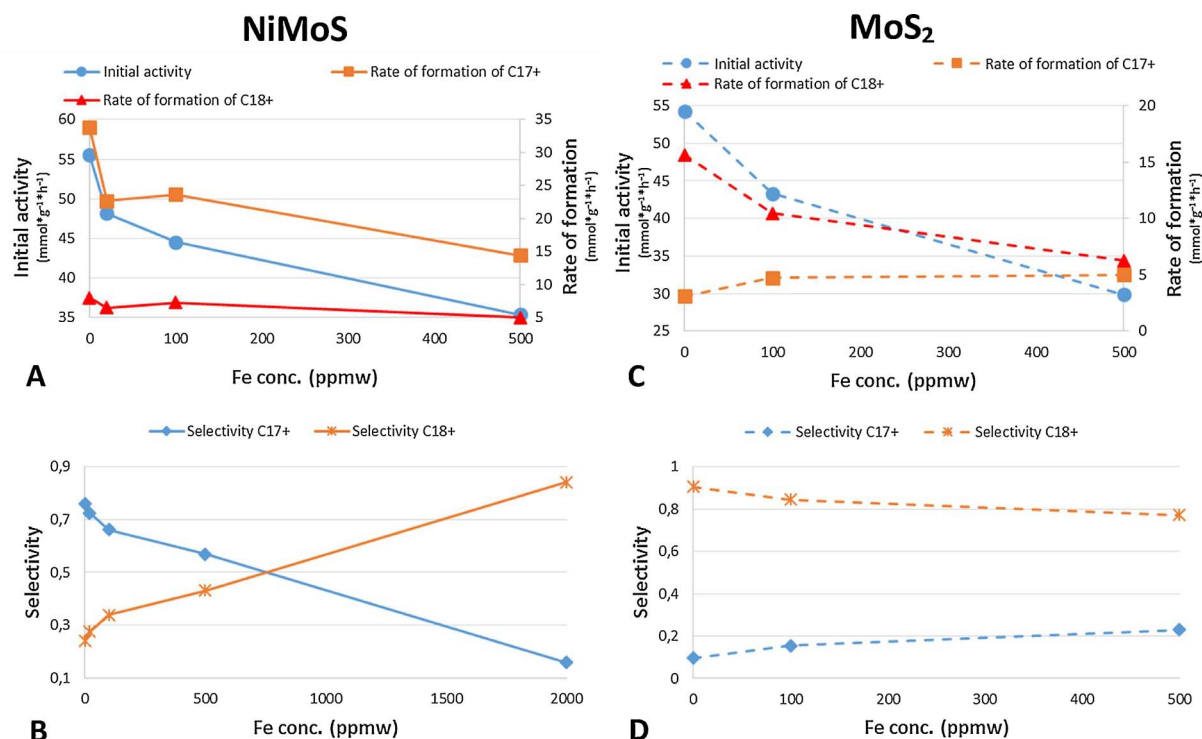 NiMoS
Initial activity
Rate of formation of C17+
Rate of formation of C18+
60
55
50
45
40
35
Initial activity
(mmol*g⁻¹*h⁻¹)
35
30
25
20
15
10
5
Rate of formation
(mmol*g⁻¹*h⁻¹)
0
100
200
300
400
500
Fe conc. (ppmw)
A
MoS₂
Initial activity
Rate of formation of C17+
Rate of formation of C18+
55
50
45
40
35
30
25
Initial activity
(mmol*g⁻¹*h⁻¹)
20
15
10
5
0
Rate of formation
(mmol*g⁻¹*h⁻¹)
0
100
200
300
400
500
Fe conc. (ppmw)
C
Selectivity C17+
Selectivity C18+
0,9
0,7
0,5
0,3
0,1
Selectivity
0
500
1000
1500
2000
Fe conc. (ppmw)
B
Selectivity C17+
Selectivity C18+
1
0,8
0,6
0,4
0,2
0
Selectivity
0
100
200
300
400
500
Fe conc. (ppmw)
D